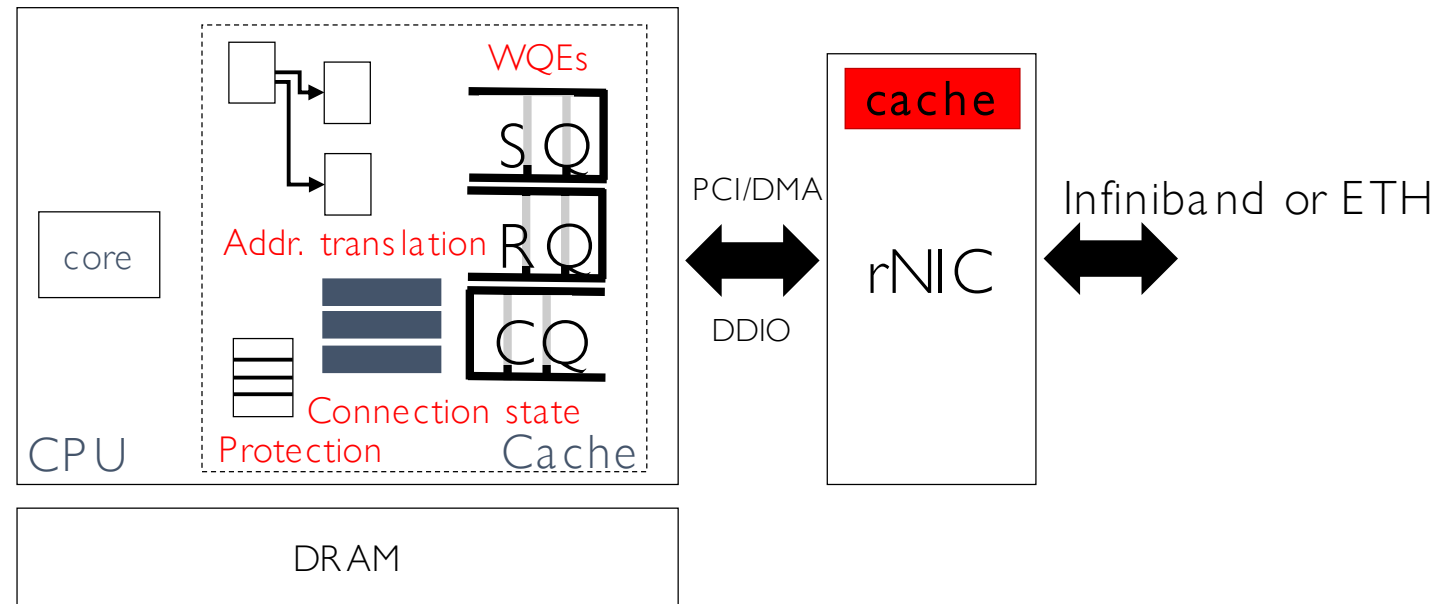 WQEs
cache
SQ
PCI/DMA
Infiniband or ETH
core
Addr. translation
RQ
rNIC
DDIO
CQ
Connection state
CPU
Protection
Cache
DRAM